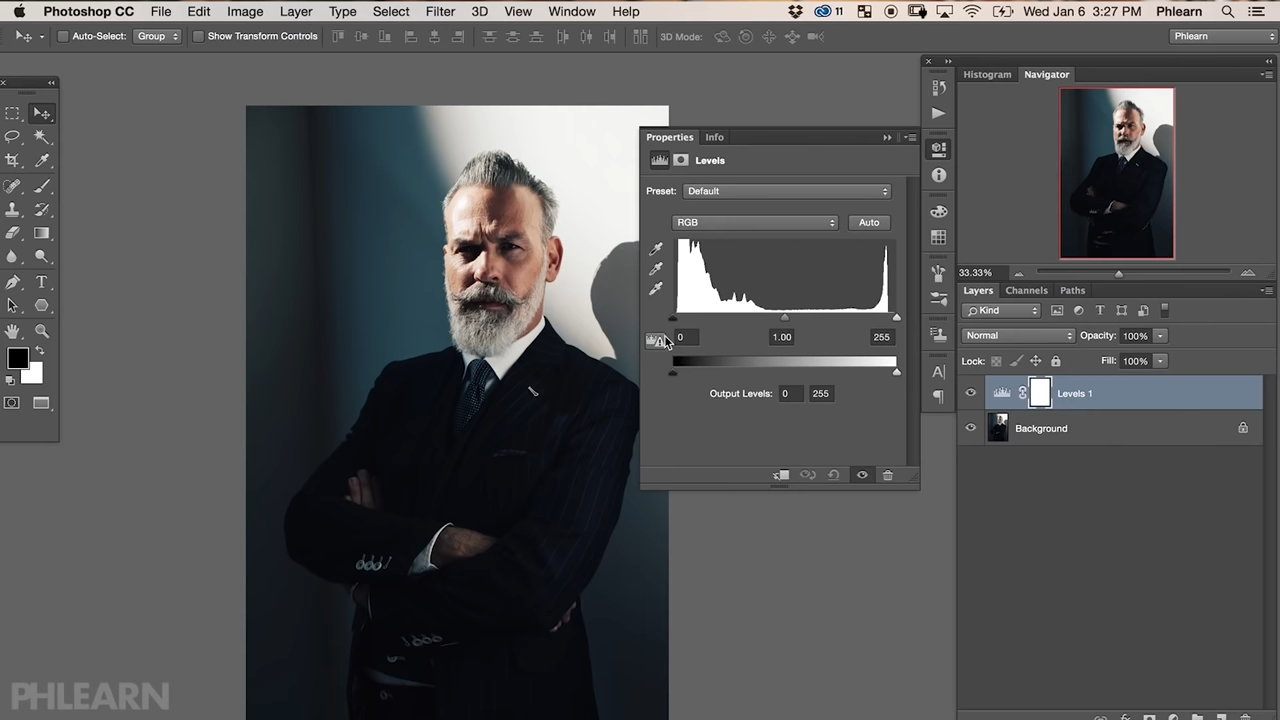 Photoshop CC File Edit Image Layer Type Select Filter 3D View Window Help 11 Wed Jan 6 3:27 PM Phlearn
Auto-Select: Group Show Transform Controls 3D Mode: Phlearn
Histogram Navigator
Properties Info
Levels
Preset: Default
RGB Auto
33.33%
Layers Channels Paths
Kind
Normal Opacity: 100%
0 1.00 255
Lock: Fill: 100%
Output Levels: 0 255
Levels 1
Background
PHLEARN